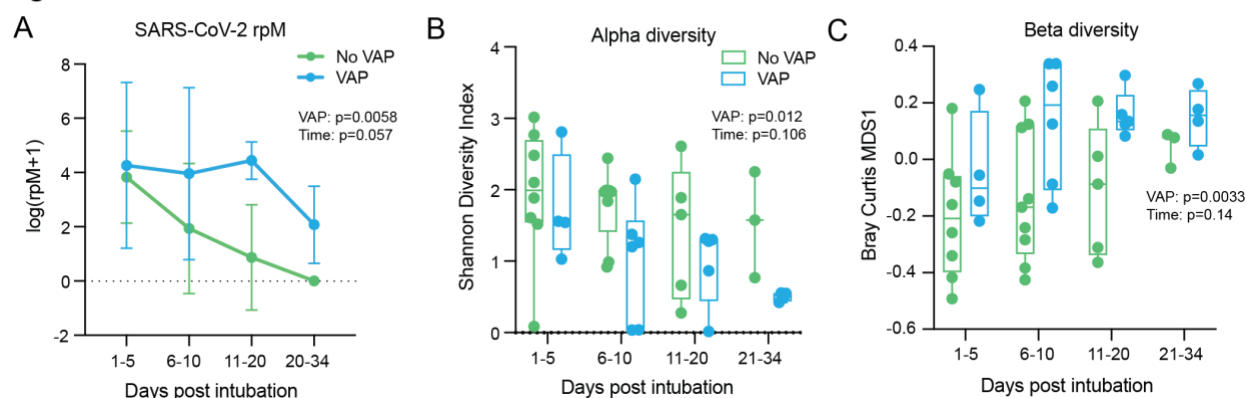 A
SARS-CoV-2 rpM
No VAP
VAP
VAP: p=0.0058
Time: p=0.057
log(rpM+1)
8
6
4
2
0
-2
1-5
6-10
11-20
20-34
Days post intubation
B
Alpha diversity
No VAP
VAP
VAP: p=0.012
Time: p=0.106
Shannon Diversity Index
4
3
2
1
0
1-5
6-10
11-20
21-34
Days post intubation
C
Beta diversity
VAP: p=0.0033
Time: p=0.14
Bray Curtis MDS1
0.4
0.2
0.0
-0.2
-0.4
-0.6
1-5
6-10
11-20
21-34
Days post intubation